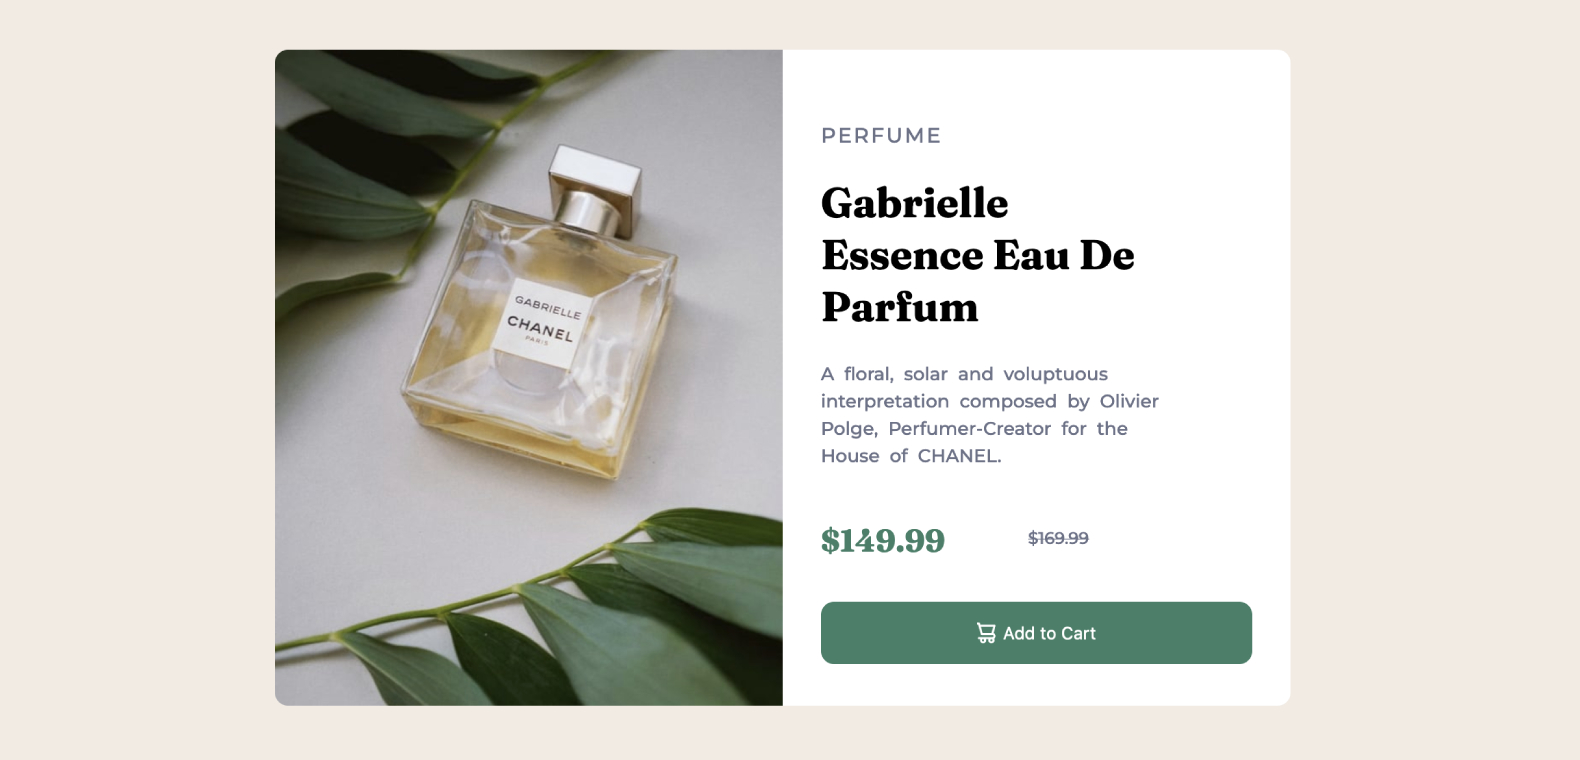 GABRIELLE
CHANEL
PARIS
PERFUME
Gabrielle
Essence Eau De
Parfum
A floral, solar and voluptuous
interpretation composed by Olivier
Polge, Perfumer-Creator for the
House of CHANEL.
$149.99 $169.99
Add to Cart